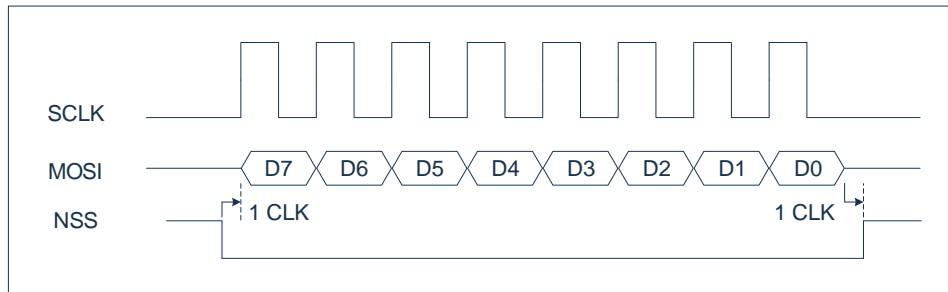 SCLK
MOSI D7 D6 D5 D4 D3 D2 D1 D0
NSS 1 CLK 1 CLK